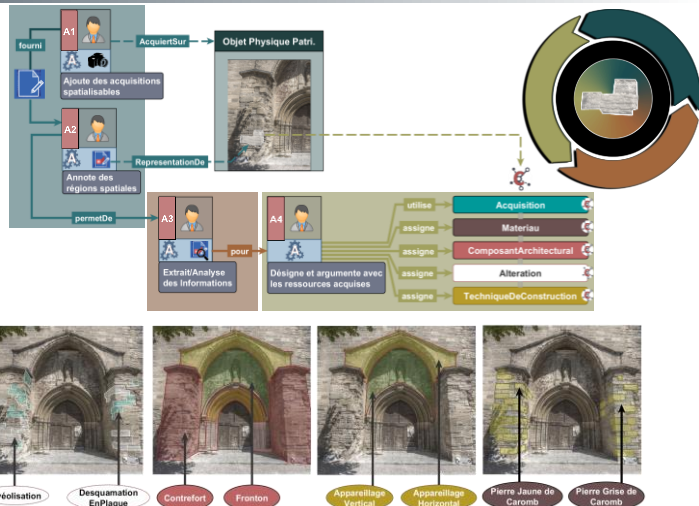 A1
AcquiertSur
Objet Physique Patri.
fourni
Ajoute des acquisitions
spatialisables
A2
RepresentationDe
Annote des
régions spatiales
permetDe
A3
pour
Extrait/Analyse
des Informations
A4
Désigne et argumente avec
les ressources acquises
utilise
Acquisition
assigne
Materiau
assigne
ComposantArchitectural
assigne
Alteration
assigne
TechniqueDeConstruction
véolisation
Desquamation
EnPlaque
Contrefort
Fronton
Appareillage
Vertical
Appareillage
Horizontal
Pierre Jaune de
Caromb
Pierre Grise de
Caromb